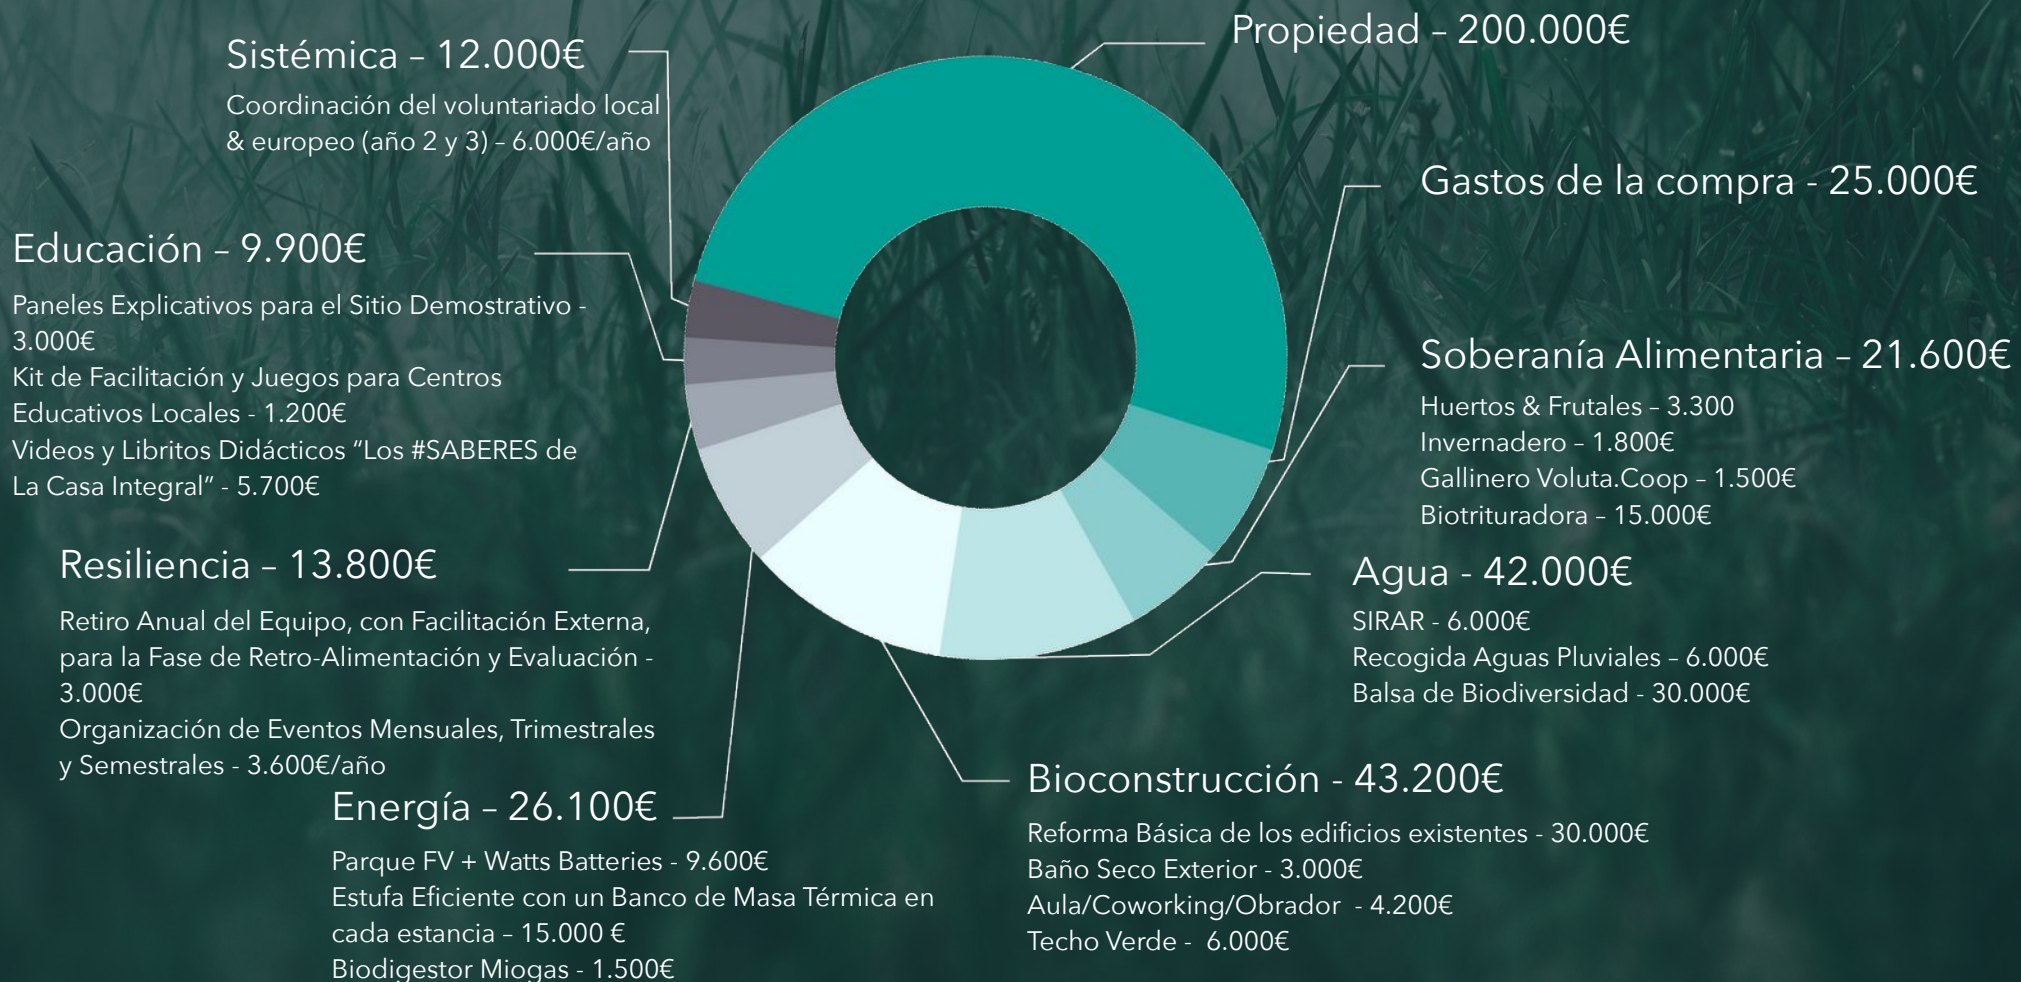 Propiedad – 200.000€
Gastos de la compra - 25.000€
Soberanía Alimentaria – 21.600€
Huertos & Frutales – 3.300
Invernadero – 1.800€
Gallinero Voluta.Coop – 1.500€
Biotrituradora – 15.000€
Agua - 42.000€
SIRAR - 6.000€
Recogida Aguas Pluviales – 6.000€
Balsa de Biodiversidad - 30.000€
Bioconstrucción - 43.200€
Reforma Básica de los edificios existentes - 30.000€
Baño Seco Exterior - 3.000€
Aula/Coworking/Obrador - 4.200€
Techo Verde - 6.000€
Energía – 26.100€
Parque FV + Watts Batteries - 9.600€
Estufa Eficiente con un Banco de Masa Térmica en
cada estancia – 15.000 €
Biodigestor Miogas - 1.500€
Resiliencia – 13.800€
Retiro Anual del Equipo, con Facilitación Externa,
para la Fase de Retro-Alimentación y Evaluación -
3.000€
Organización de Eventos Mensuales, Trimestrales
y Semestrales - 3.600€/año
Educación – 9.900€
Paneles Explicativos para el Sitio Demostrativo -
3.000€
Kit de Facilitación y Juegos para Centros
Educativos Locales - 1.200€
Videos y Libritos Didácticos “Los #SABERES de
La Casa Integral” - 5.700€
Sistémica – 12.000€
Coordinación del voluntariado local
& europeo (año 2 y 3) – 6.000€/año